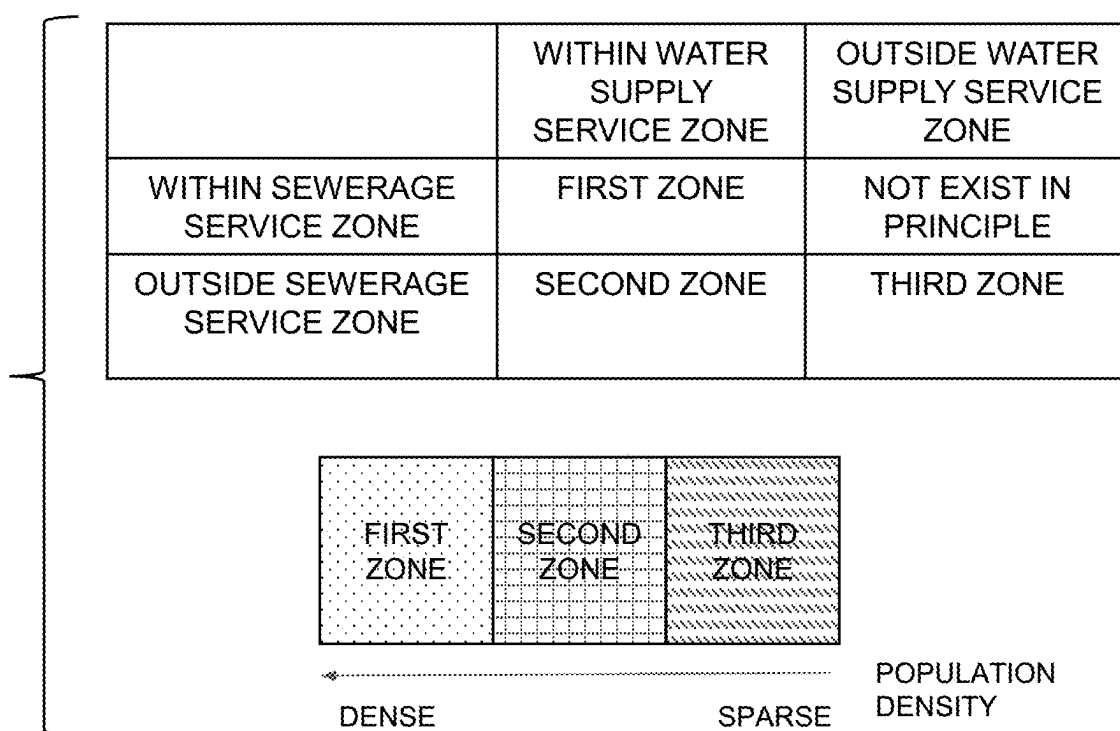 WITHIN WATER
SUPPLY
SERVICE ZONE
OUTSIDE WATER
SUPPLY SERVICE
ZONE
WITHIN SEWERAGE
SERVICE ZONE
FIRST ZONE
NOT EXIST IN
PRINCIPLE
OUTSIDE SEWERAGE
SERVICE ZONE
SECOND ZONE
THIRD ZONE
FIRST
ZONE
SECOND
ZONE
THIRD
ZONE
POPULATION
DENSITY
DENSE
SPARSE